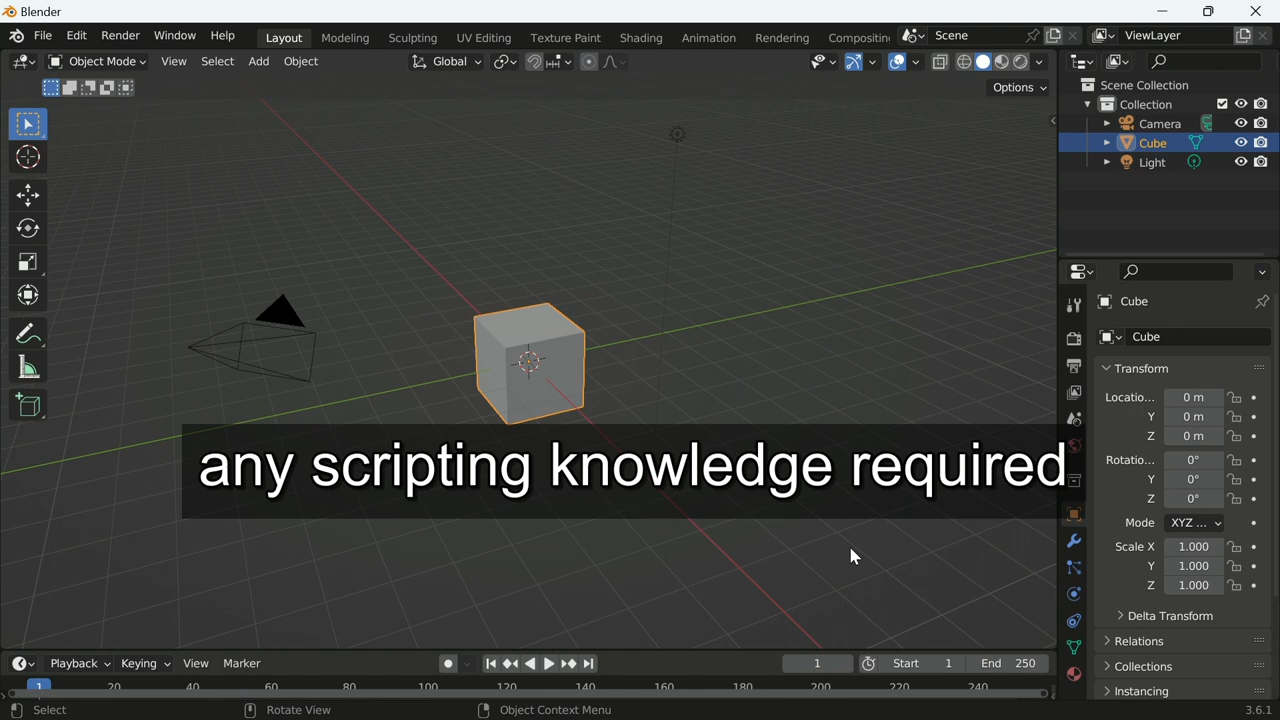 Blender
File Edit Render Window Help Layout Modeling Sculpting UV Editing Texture Paint Shading Animation Rendering Compositing Scene ViewLayer
Object Mode View Select Add Object Global
Options
Scene Collection
Collection
Camera
Cube
Light
Cube
Cube
Transform
Locatio... 0 m
Y 0 m
Z 0 m
Rotatio... 0°
Y 0°
Z 0°
Mode XYZ ...
Scale X 1.000
Y 1.000
Z 1.000
Delta Transform
Relations
Collections
Instancing
any scripting knowledge required
Playback Keying View Marker 1 Start 1 End 250
1 20 40 60 80 100 120 140 160 180 200 220 240
Select Rotate View Object Context Menu 3.6.1